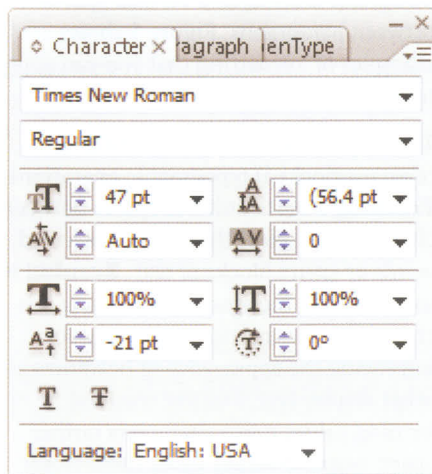 Character aragraph enType
Times New Roman
Regular
47 pt (56.4 pt
Auto 0
100% 100%
-21 pt 0°
Language: English: USA